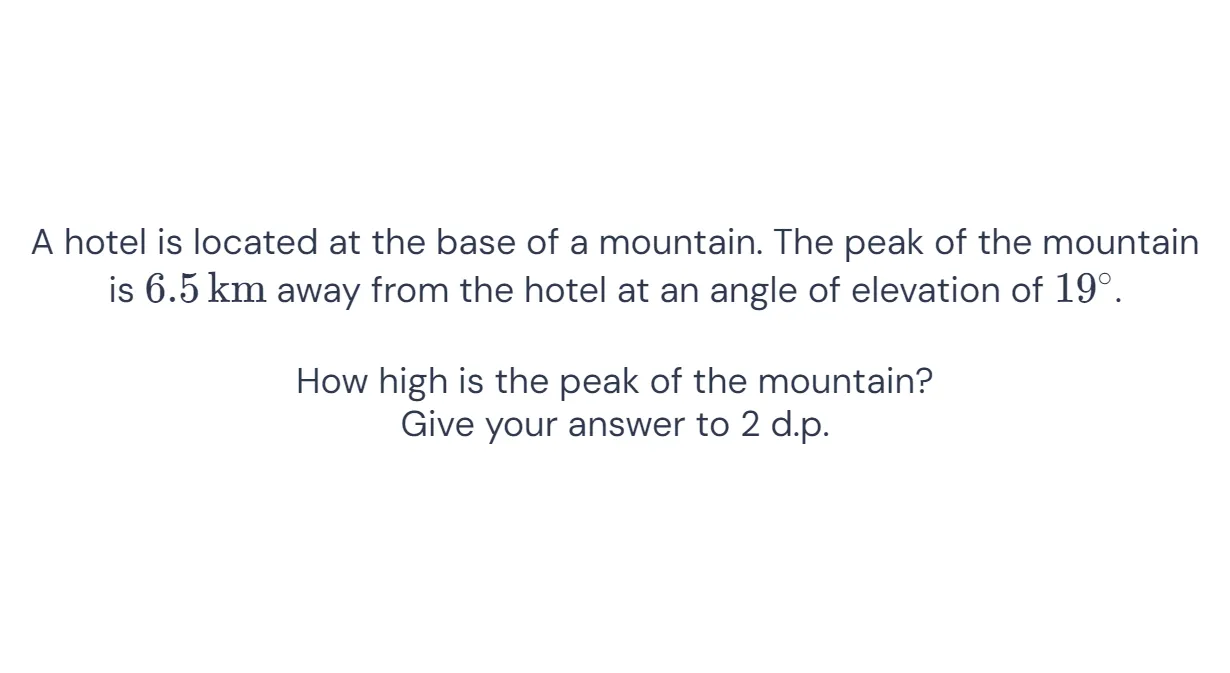 A hotel is located at the base of a mountain. The peak of the mountain
is 6.5 km away from the hotel at an angle of elevation of 19°.
How high is the peak of the mountain?
Give your answer to 2 d.p.